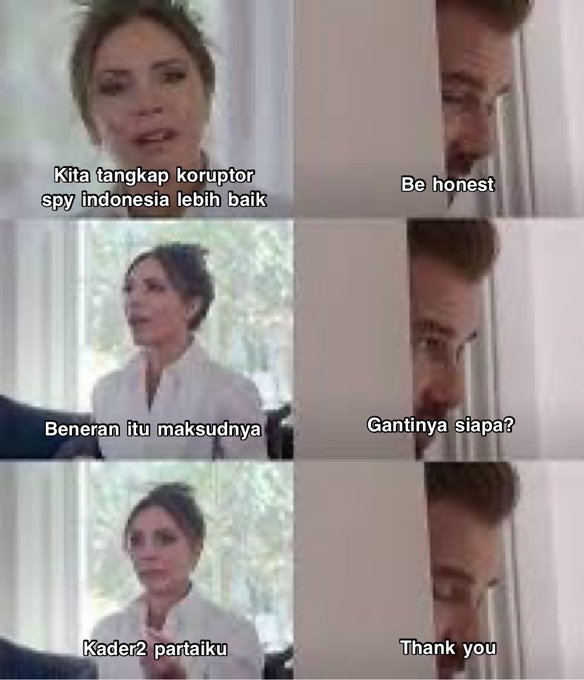 Kita tangkap koruptor
spy indonesia lebih baik
Be honest
Beneran itu maksudnya
Gantinya siapa?
Kader2 partaiku
Thank you